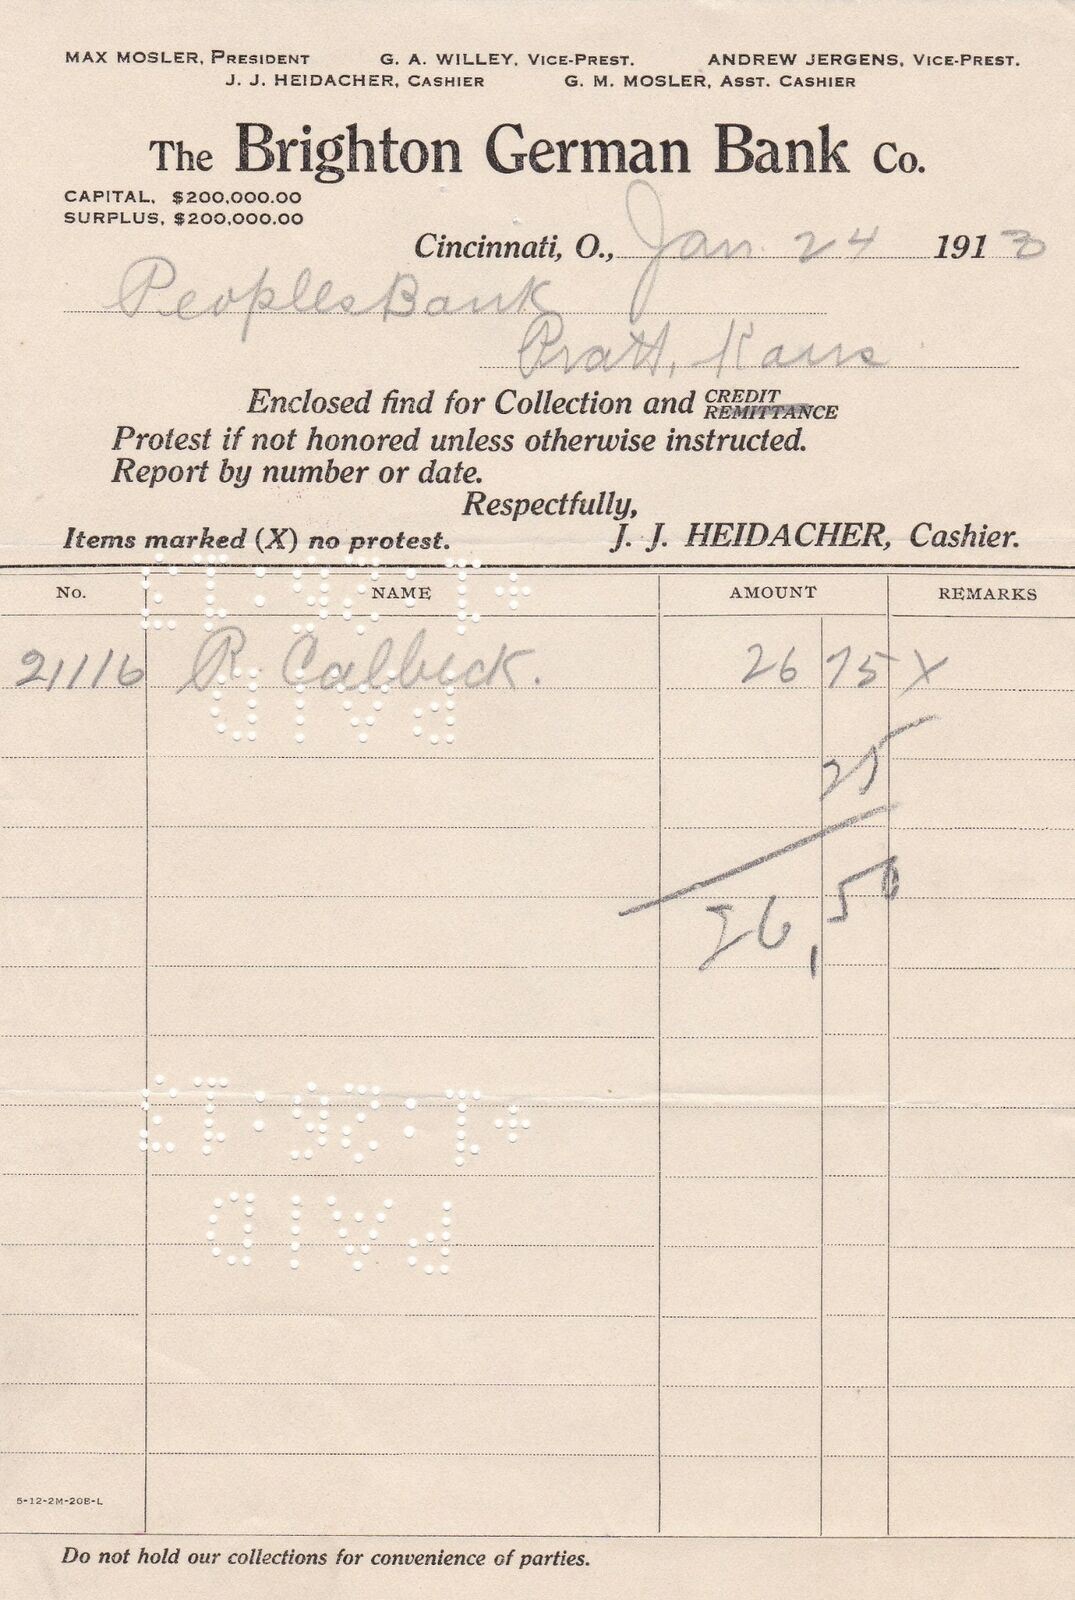 MAX MOSLER, PRESIDENT G. A. WILLEY, VICE-PREST. ANDREW JERGENS, VICE-PREST.
J. J. HEIDACHER, CASHIER G. M. MOSLER, ASST. CASHIER
The Brighton German Bank Co.
CAPITAL, $200,000.00
SURPLUS, $200,000.00
Cincinnati, O., Jan. 24 1913
Peoples Bank
Pratt, Kans
Enclosed find for Collection and CREDIT REMITTANCE
Protest if not honored unless otherwise instructed.
Report by number or date.
Respectfully,
Items marked (X) no protest. J. J. HEIDACHER, Cashier.
No. NAME AMOUNT REMARKS
21116 R. Calbeck. 26 75 X
25
26,50
PAID
PAID
5-12-2M-20B-L
Do not hold our collections for convenience of parties.